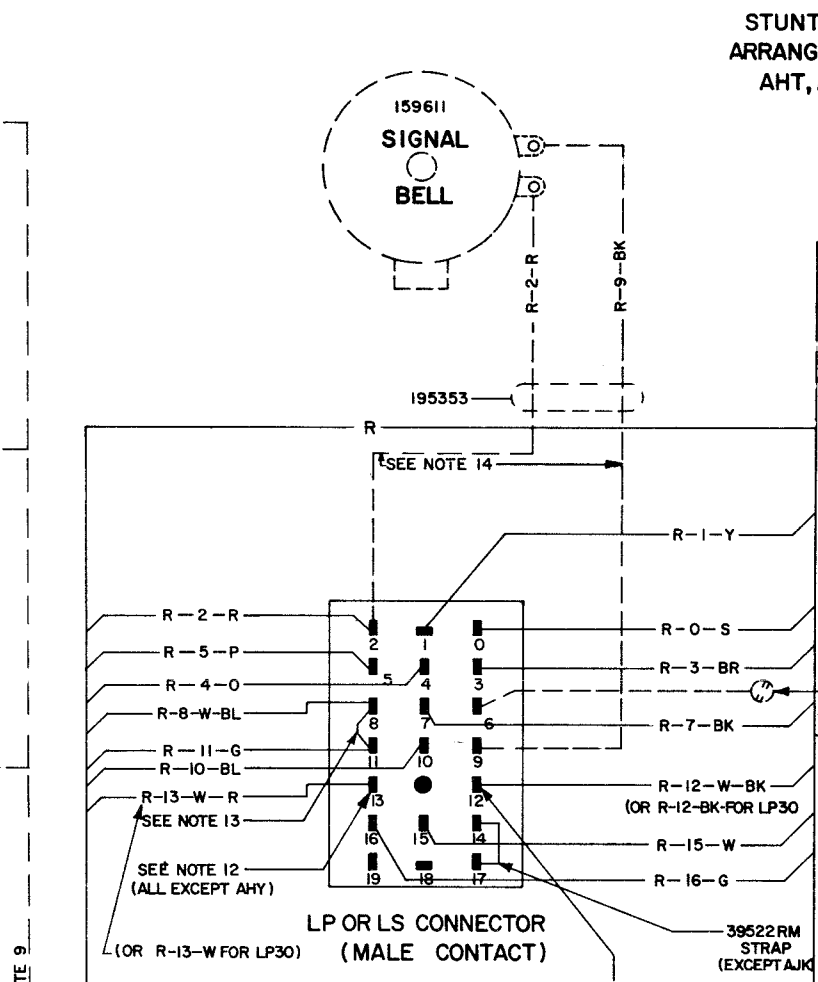 STUNT
ARRANG
AHT,
159611
SIGNAL
BELL
R-2-R
R-9-BK
195353
R
SEE NOTE 14
R-1-Y
R-2-R
R-0-S
2
1
0
R-5-P
R-3-BR
5
4
3
R-4-O
R-8-W-BL
R-7-BK
8
7
6
R-11-G
11
10
9
R-10-BL
R-13-W-R
R-12-W-BK
13
12
(OR R-12-BK-FOR LP30
SEE NOTE 13
16
15
14
R-15-W
SEE NOTE 12
(ALL EXCEPT AHY)
19
18
17
R-16-G
LP OR LS CONNECTOR
(MALE CONTACT)
39522RM
STRAP
(EXCEPT AJK
(OR R-13-W FOR LP30)
TE 9